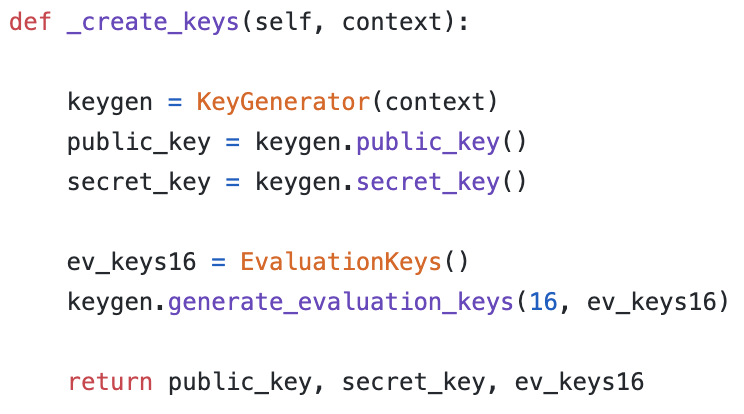 def _create_keys(self, context):
keygen = KeyGenerator(context)
public_key = keygen.public_key()
secret_key = keygen.secret_key()
ev_keys16 = EvaluationKeys()
keygen.generate_evaluation_keys(16, ev_keys16)
return public_key, secret_key, ev_keys16